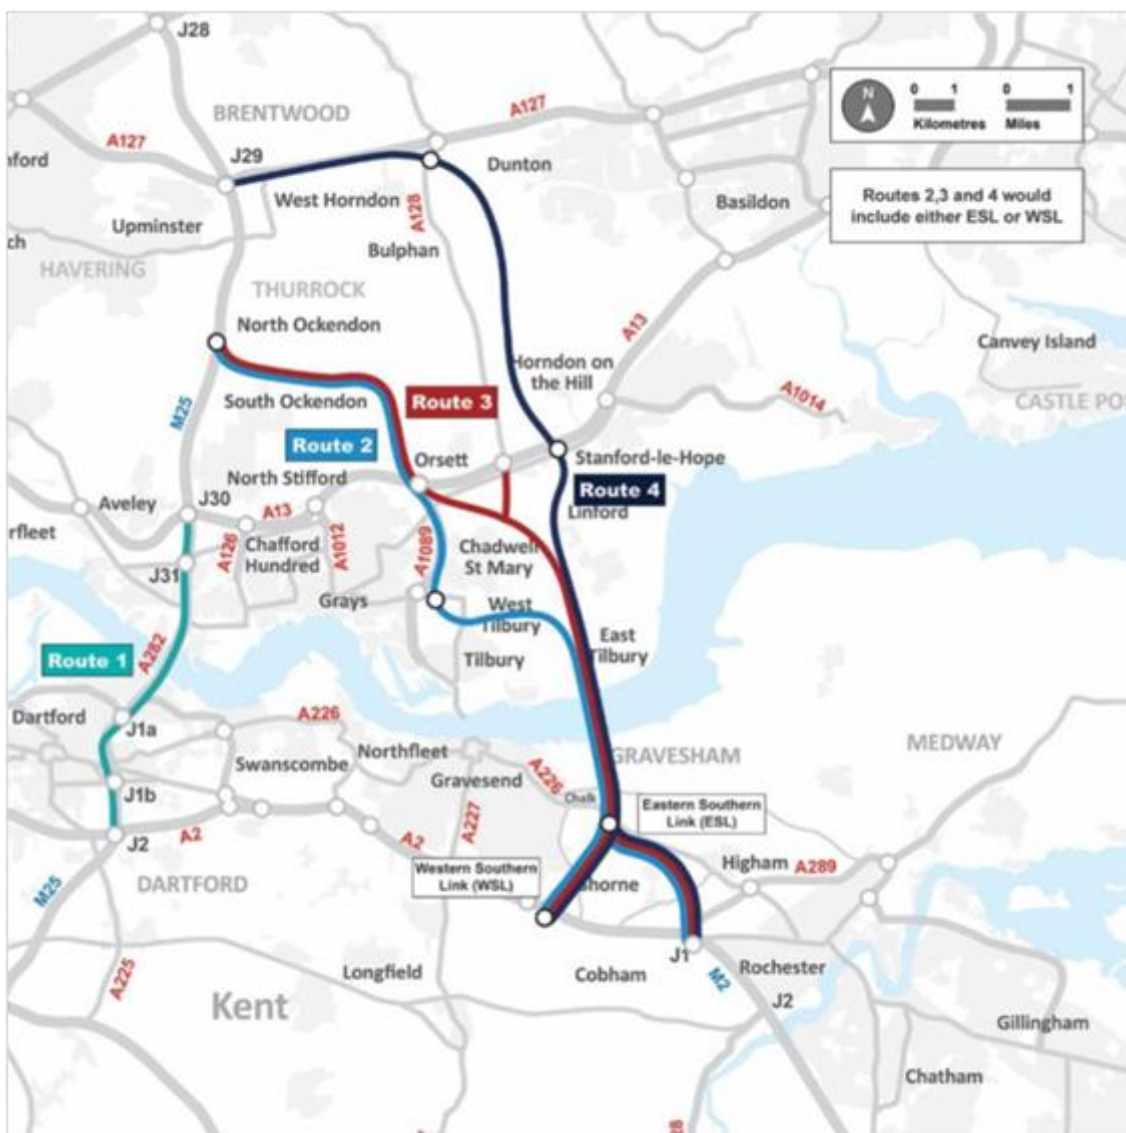 J28
BRENTWOOD
A127
A127
J29
Dunton
West Horndon
Upminster
A128
Basildon
Bulphan
HAVERING
THURROCK
North Ockendon
N
0 1
0 1
Kilometres
Miles
Routes 2,3 and 4 would
include either ESL or WSL
A13
Canvey Island
Horndon on
the Hill
M25
South Ockendon
Route 3
A1014
CASTLE PO
Route 2
Orsett
Stanford-le-Hope
North Stifford
Route 4
Linford
Aveley
J30
A13
rfleet
A126
Chafford
Hundred
A1012
A1089
Chadwell
St Mary
J31
Grays
West
Tilbury
East
Tilbury
Tilbury
Route 1
A282
Dartford
J1a
A226
Northfleet
GRAVESHAM
MEDWAY
Swanscombe
Gravesend
A226
J1b
Chalk
Eastern Southern
Link (ESL)
J2
A2
A2
A227
Higham
A289
Western Southern
Link (WSL)
Shorne
M25
DARTFORD
J1
M2
Rochester
A225
Longfield
Cobham
J2
Kent
Gillingham
Chatham
nford
ch